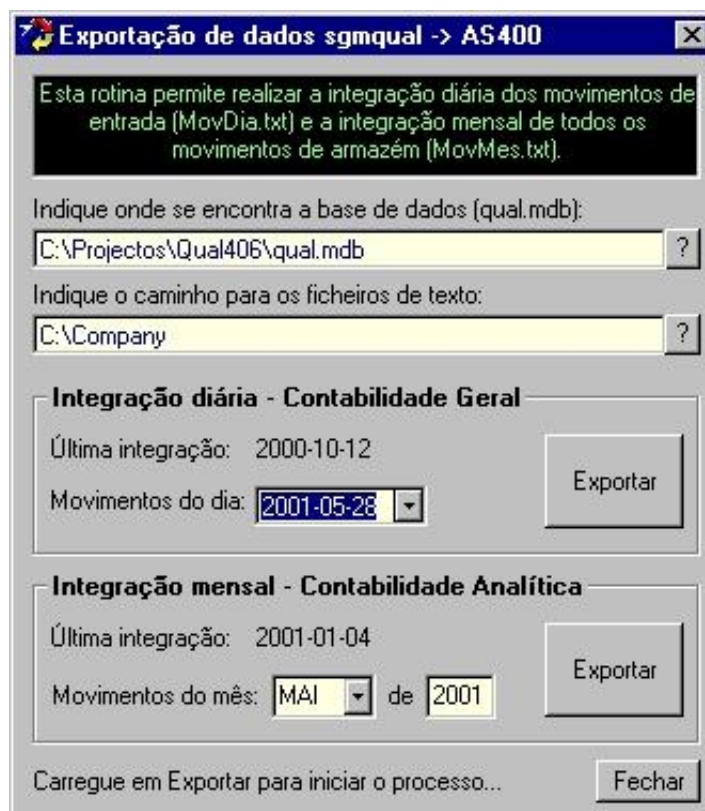 Exportação de dados sgmqual -> AS400
Esta rotina permite realizar a integração diária dos movimentos de
entrada (MovDia.txt) e a integração mensal de todos os
movimentos de armazém (MovMes.txt).
Indique onde se encontra a base de dados (qual.mdb):
C:\Projectos\Qual406\qual.mdb ?
Indique o caminho para os ficheiros de texto:
C:\Company ?
Integração diária - Contabilidade Geral
Última integração: 2000-10-12
Movimentos do dia: 2001-05-28
Exportar
Integração mensal - Contabilidade Analítica
Última integração: 2001-01-04
Movimentos do mês: MAI de 2001
Exportar
Carregue em Exportar para iniciar o processo... Fechar